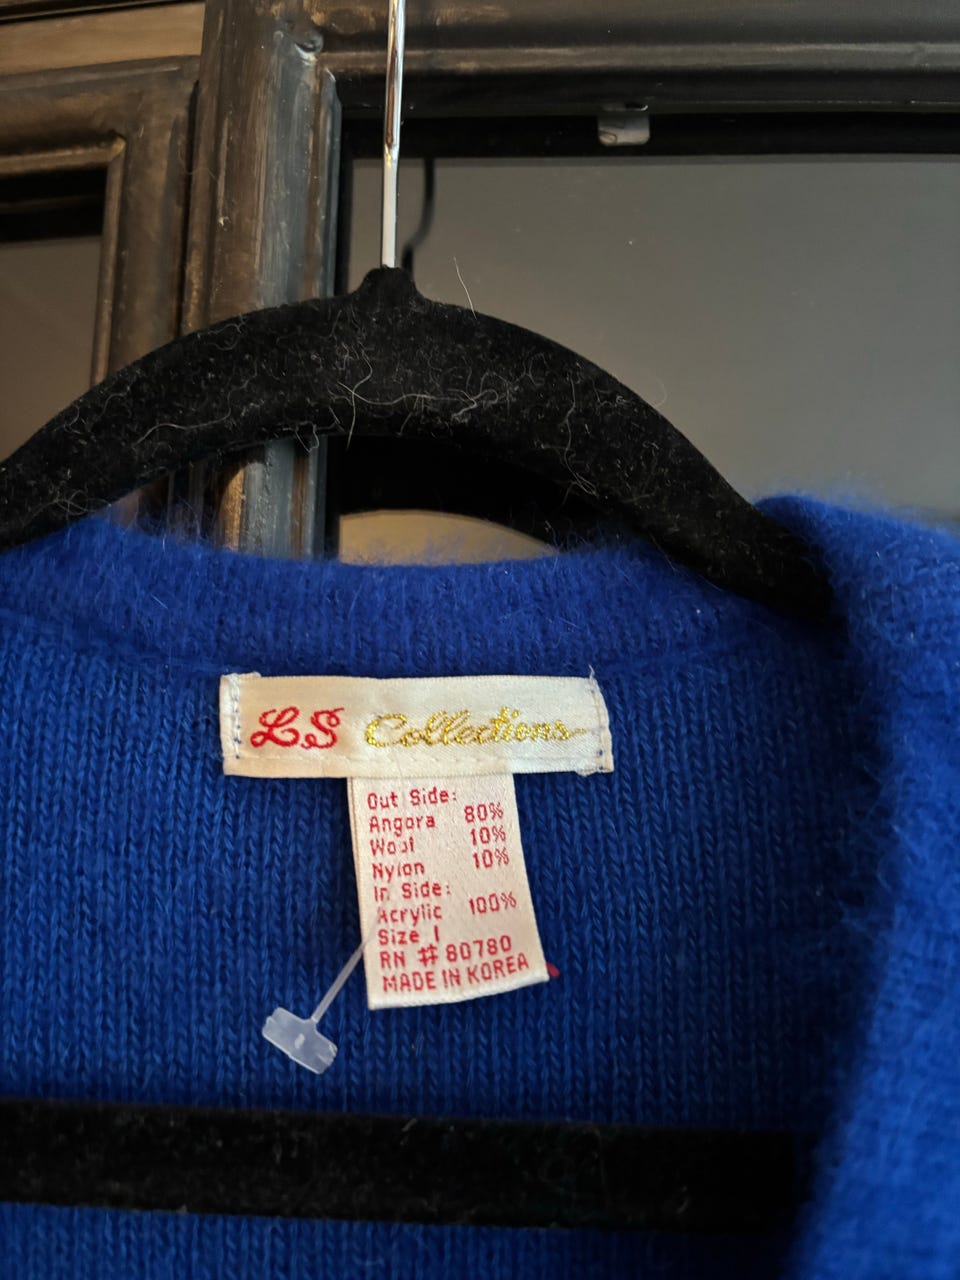 LS Collections
Out Side:
Angora 80%
Wool 10%
Nylon 10%
In Side:
Acrylic 100%
Size 1
RN # 80780
MADE IN KOREA